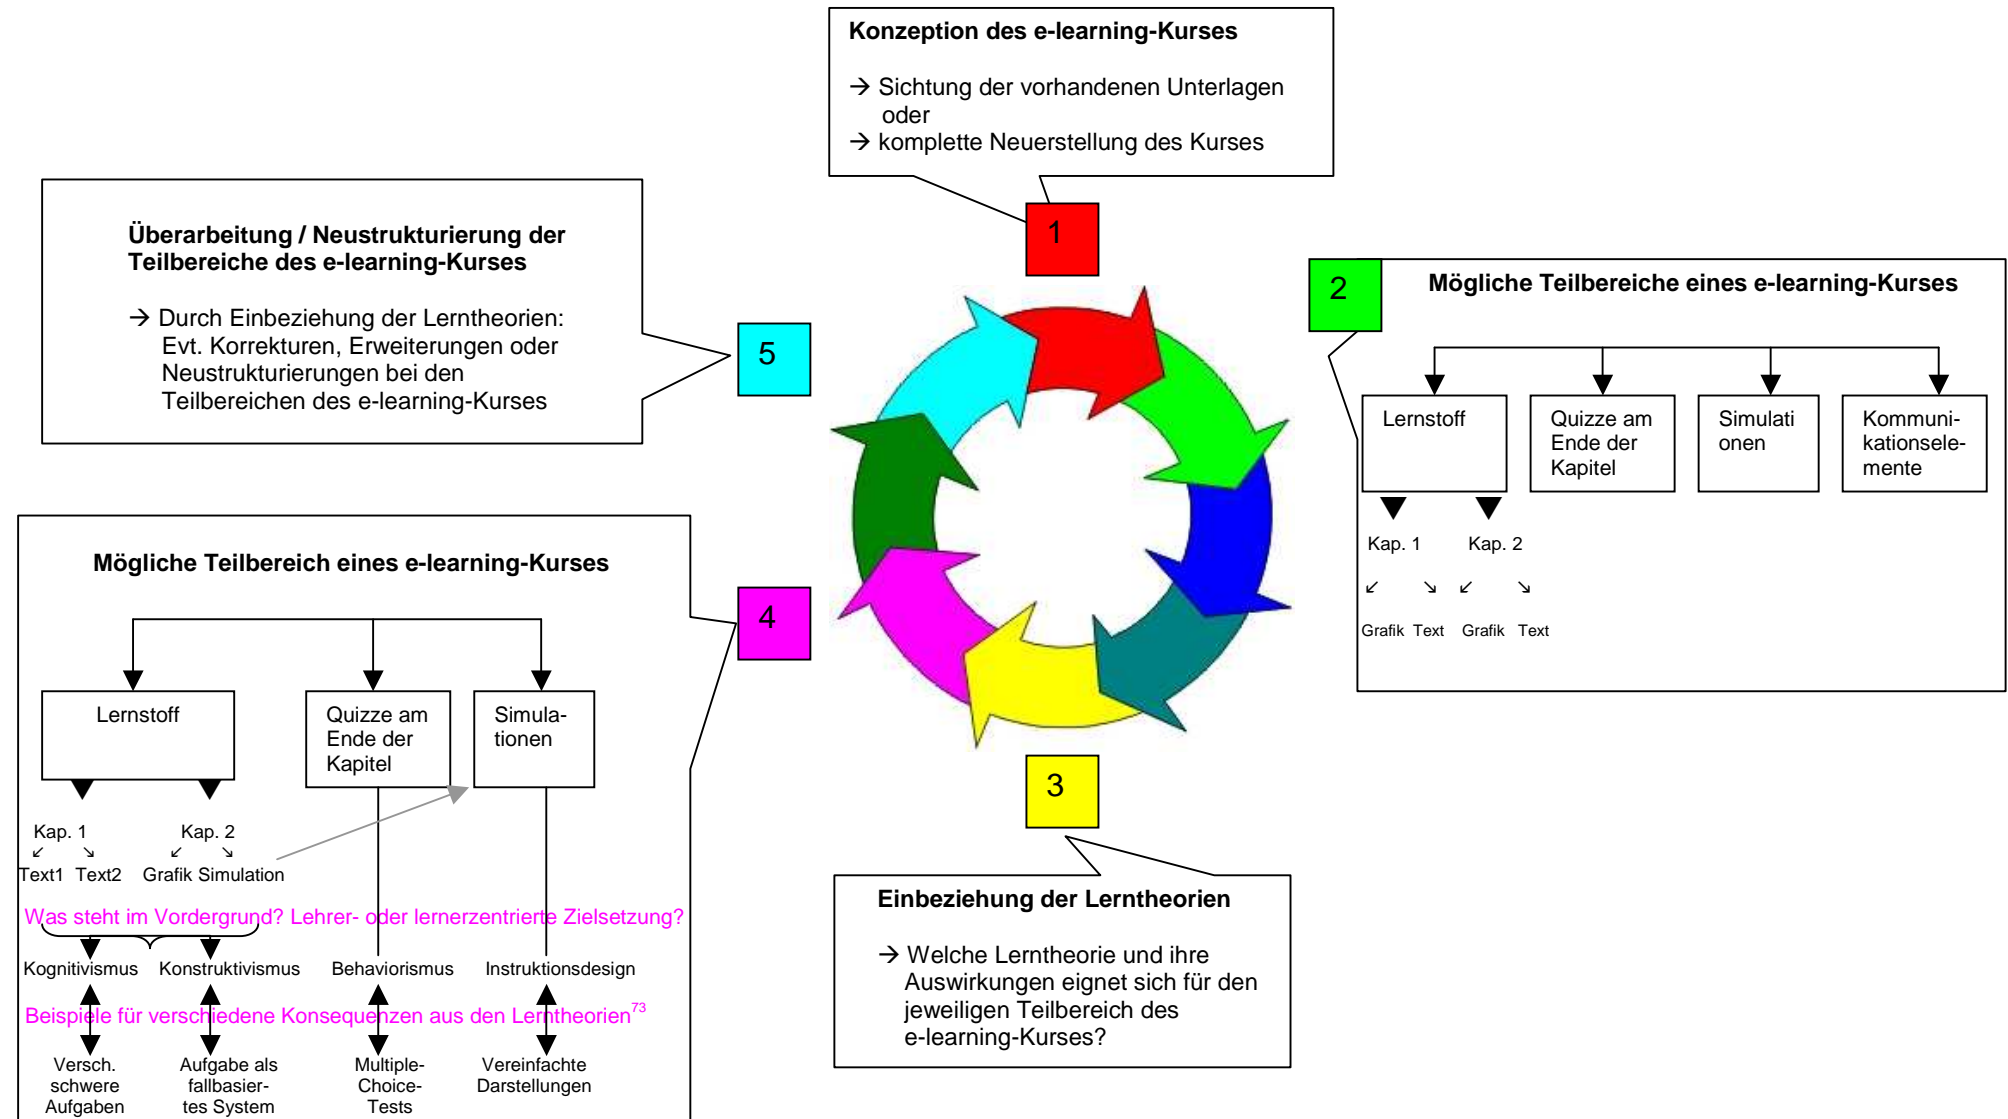 Konzeption des e-learning-Kurses
→ Sichtung der vorhandenen Unterlagen
oder
→ komplette Neuerstellung des Kurses
1
2
Mögliche Teilbereiche eines e-learning-Kurses
Lernstoff
Quizze am
Ende der
Kapitel
Simulati
onen
Kommuni-
kationsele-
mente
Kap. 1 Kap. 2
↙ ↘ ↙ ↘
Grafik Text Grafik Text
3
Einbeziehung der Lerntheorien
→ Welche Lerntheorie und ihre
Auswirkungen eignet sich für den
jeweiligen Teilbereich des
e-learning-Kurses?
4
Mögliche Teilbereich eines e-learning-Kurses
Lernstoff
Quizze am
Ende der
Kapitel
Simula-
tionen
Kap. 1 Kap. 2
↙ ↘ ↙ ↘
Text1 Text2 Grafik Simulation
Was steht im Vordergrund? Lehrer- oder lernerzentrierte Zielsetzung?
Kognitivismus Konstruktivismus Behaviorismus Instruktionsdesign
Beispiele für verschiedene Konsequenzen aus den Lerntheorien73
Versch.
schwere
Aufgaben
Aufgabe als
fallbasier-
tes System
Multiple-
Choice-
Tests
Vereinfachte
Darstellungen
5
Überarbeitung / Neustrukturierung der
Teilbereiche des e-learning-Kurses
→ Durch Einbeziehung der Lerntheorien:
Evt. Korrekturen, Erweiterungen oder
Neustrukturierungen bei den
Teilbereichen des e-learning-Kurses